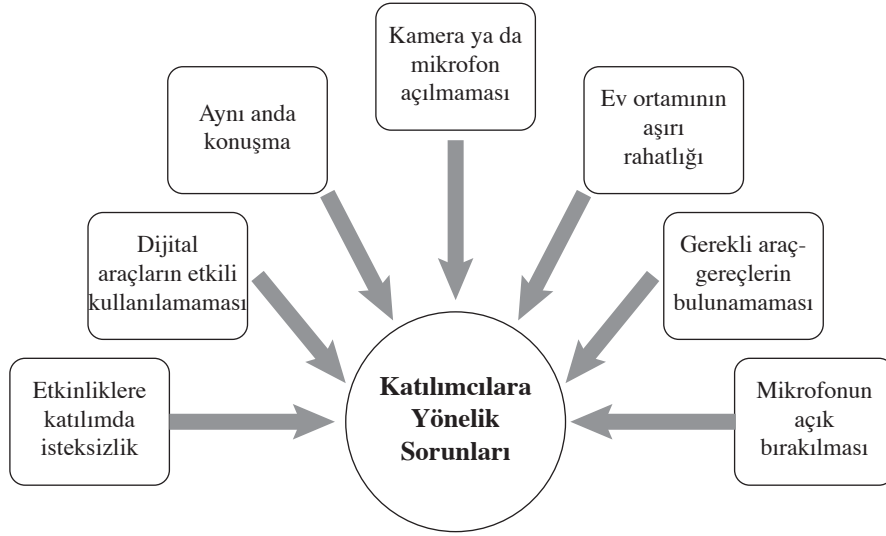 Kamera ya da
mikrofon
açılmaması
Aynı anda
konuşma
Ev ortamının
aşırı
rahatlığı
Dijital
araçların etkili
kullanılamaması
Gerekli araç-
gereçlerin
bulunamaması
Etkinliklere
katılımda
isteksizlik
Katılımcılara
Yönelik
Sorunları
Mikrofonun
açık
bırakılması